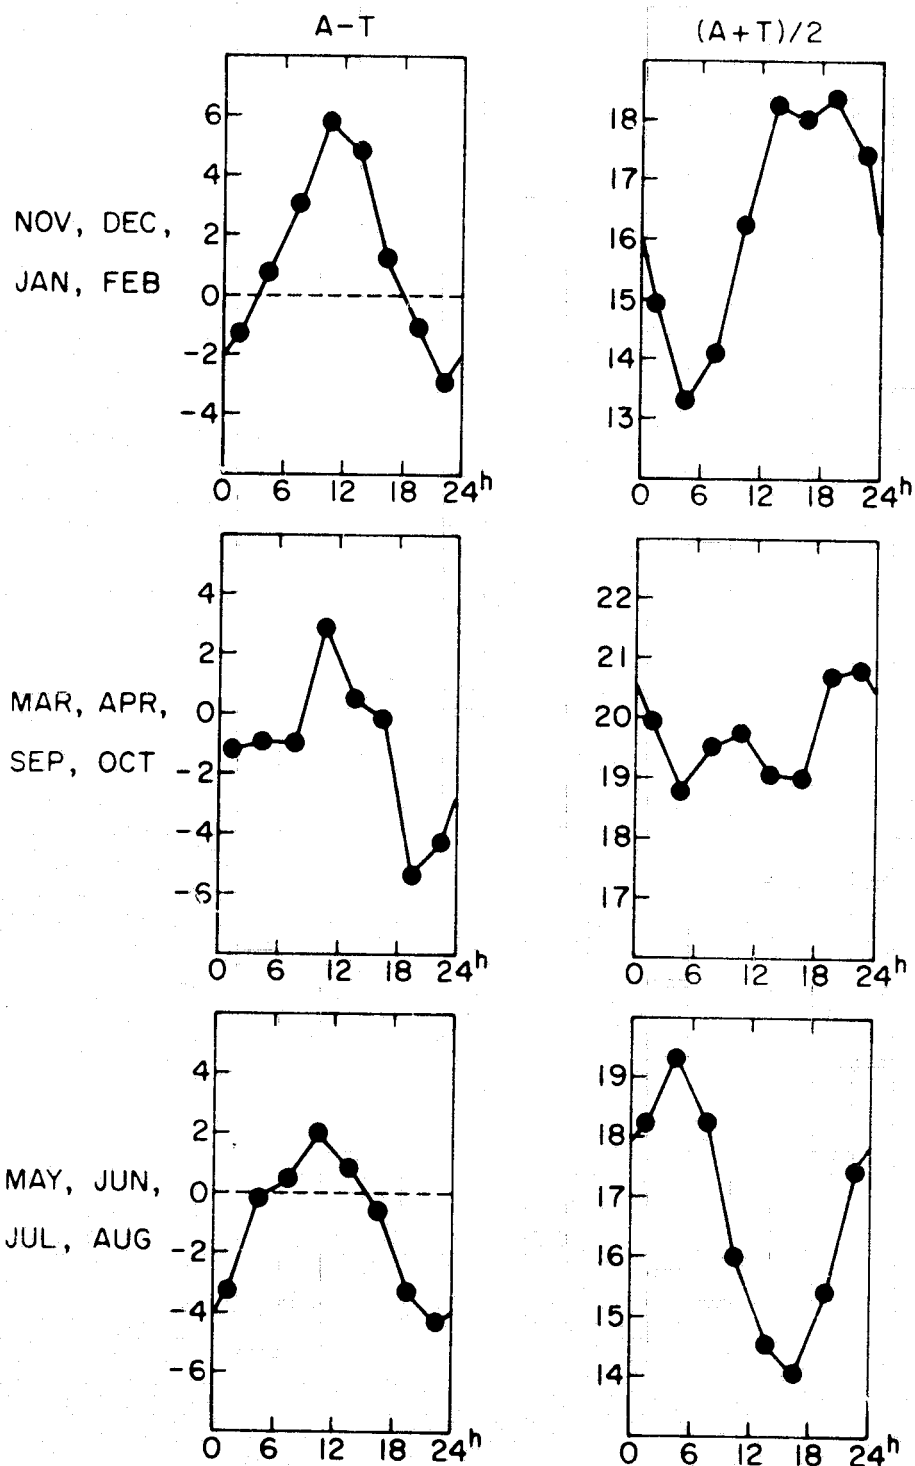 A-T
(A+T)/2
6
4
2
0
-2
-4
NOV, DEC,
JAN, FEB
0 6 12 18 24h
18
17
16
15
14
13
0 6 12 18 24h
4
2
0
-2
-4
-6
MAR, APR,
SEP, OCT
0 6 12 18 24h
22
21
20
19
18
17
0 6 12 18 24h
4
2
0
-2
-4
-6
MAY, JUN,
JUL, AUG
0 6 12 18 24h
19
18
17
16
15
14
0 6 12 18 24h